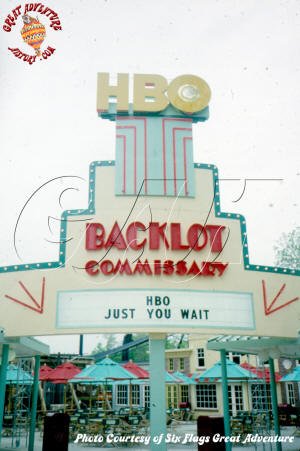 GREAT ADVENTURE
HISTORY.COM
HBO
BACKLOT
COMMISSARY
HBO
JUST YOU WAIT
Photo Courtesy of Six Flags Great Adventure